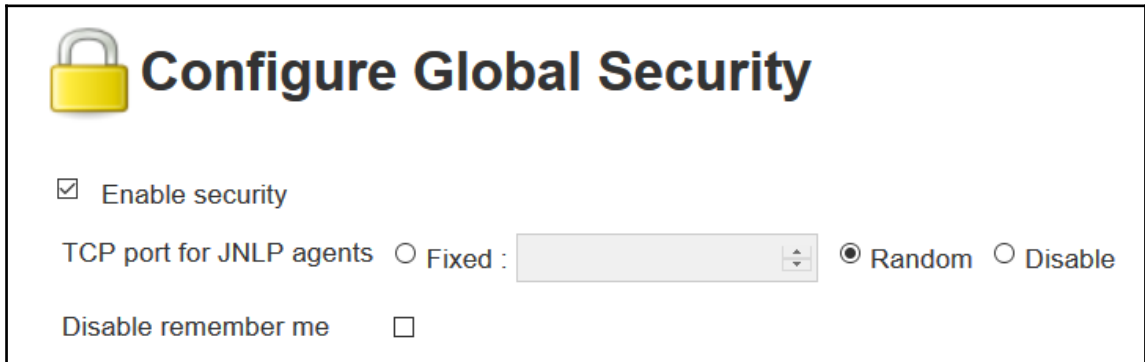 Configure Global Security
Enable security
TCP port for JNLP agents Fixed : Random Disable
Disable remember me